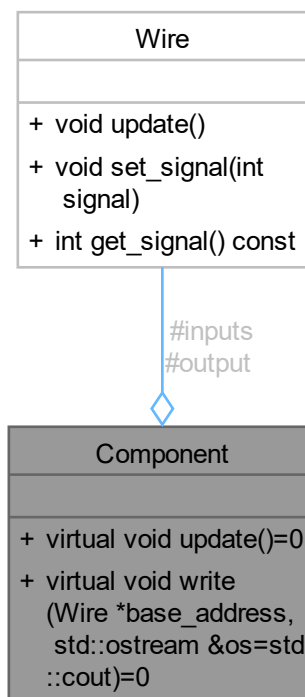 Wire
+ void update()
+ void set_signal(int
signal)
+ int get_signal() const
#inputs
#output
Component
+ virtual void update()=0
+ virtual void write
(Wire *base_address,
std::ostream &os=std
::cout)=0